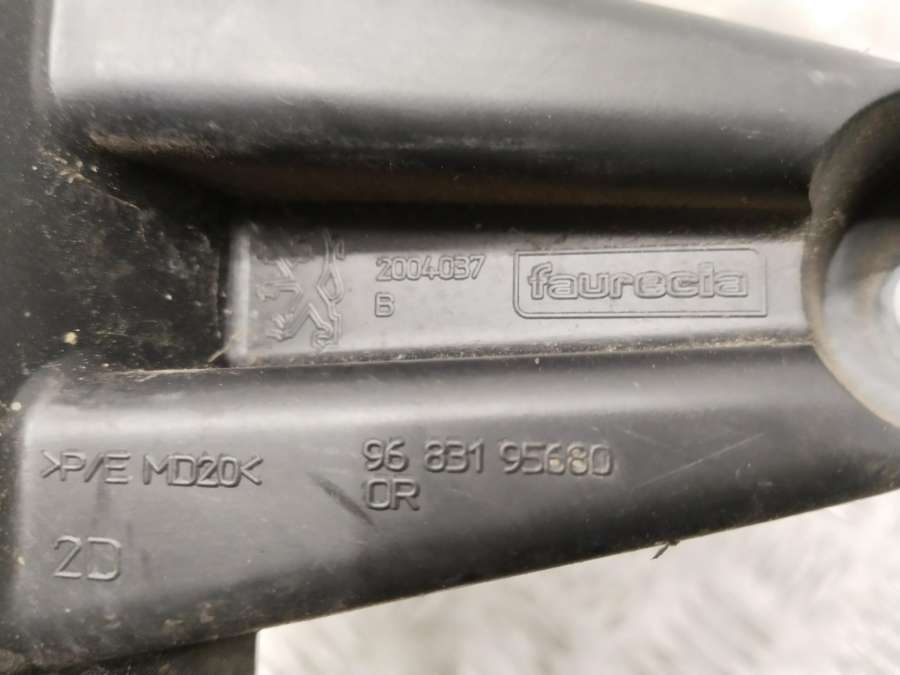 2004037
B
faurecia
>P/E MD20<
96 831 95680
OR
2D